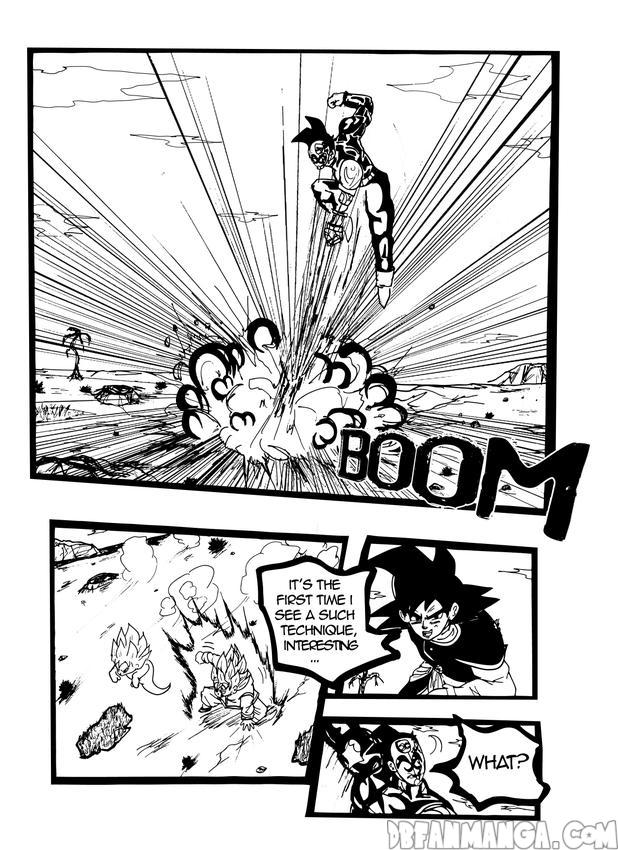 BOOM
IT'S THE
FIRST TIME I
SEE A SUCH
TECHNIQUE,
INTERESTING
...
WHAT?
DBFANMANGA.COM